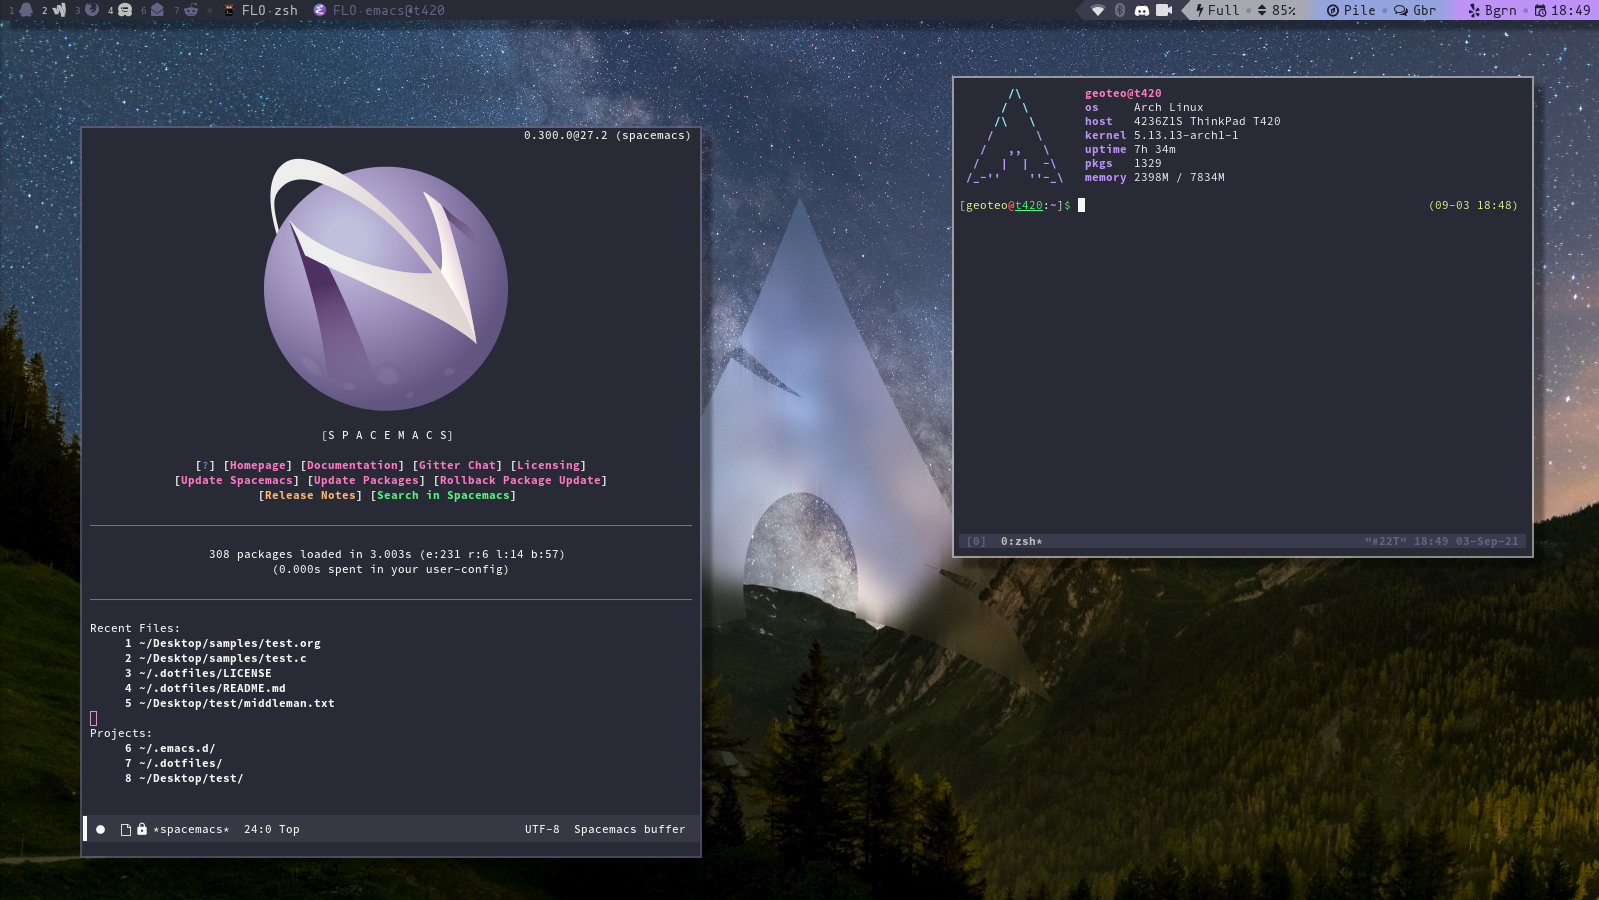 1 2 3 4 6 7 FLO·zsh FLO·emacs@t420 Full 85% Pile Gbr Bgrn 18:49
0.300.0@27.2 (spacemacs)
[S P A C E M A C S]
[?] [Homepage] [Documentation] [Gitter Chat] [Licensing]
[Update Spacemacs] [Update Packages] [Rollback Package Update]
[Release Notes] [Search in Spacemacs]
308 packages loaded in 3.003s (e:231 r:6 l:14 b:57)
(0.000s spent in your user-config)
Recent Files:
1 ~/Desktop/samples/test.org
2 ~/Desktop/samples/test.c
3 ~/.dotfiles/LICENSE
4 ~/.dotfiles/README.md
5 ~/Desktop/test/middleman.txt
Projects:
6 ~/.emacs.d/
7 ~/.dotfiles/
8 ~/Desktop/test/
*spacemacs* 24:0 Top UTF-8 Spacemacs buffer
geoteo@t420
os Arch Linux
host 4236Z1S ThinkPad T420
kernel 5.13.13-arch1-1
uptime 7h 34m
pkgs 1329
memory 2398M / 7834M
[geoteo@t420:~]$ (09-03 18:48)
[0] 0:zsh* "#22T" 18:49 03-Sep-21